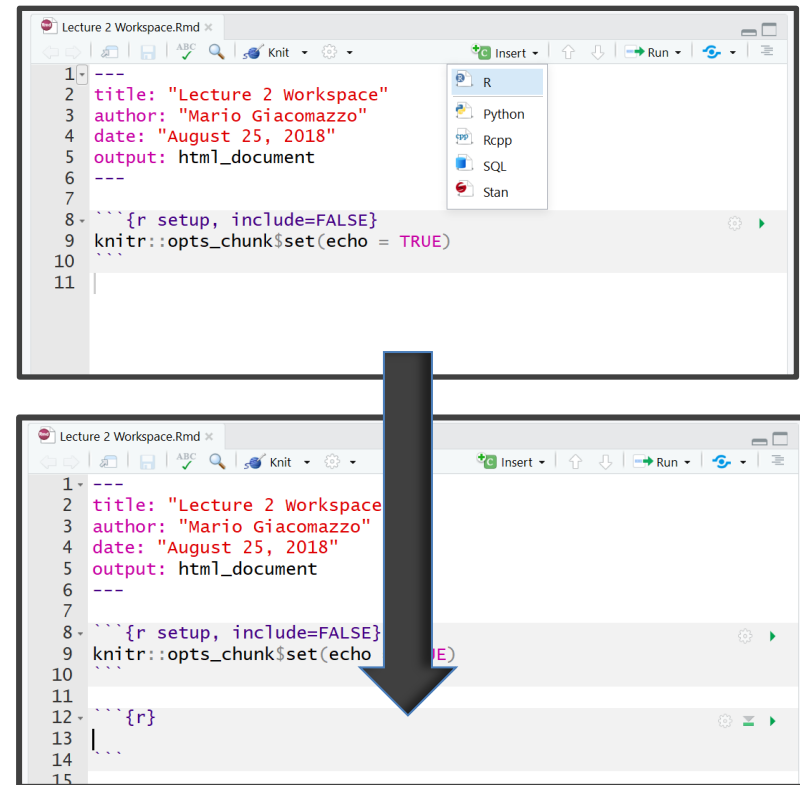 Lecture 2 Workspace.Rmd
ABC Knit Insert Run
1 ---
2 title: "Lecture 2 Workspace"
3 author: "Mario Giacomazzo"
4 date: "August 25, 2018"
5 output: html_document
6 ---
7
8 ```{r setup, include=FALSE}
9 knitr::opts_chunk$set(echo = TRUE)
10 ```
11
R
Python
Rcpp
SQL
Stan
Lecture 2 Workspace.Rmd
ABC Knit Insert Run
1 ---
2 title: "Lecture 2 Workspace
3 author: "Mario Giacomazzo"
4 date: "August 25, 2018"
5 output: html_document
6 ---
7
8 ```{r setup, include=FALSE}
9 knitr::opts_chunk$set(echo UE)
10 ```
11
12 ```{r}
13
14 ```
15